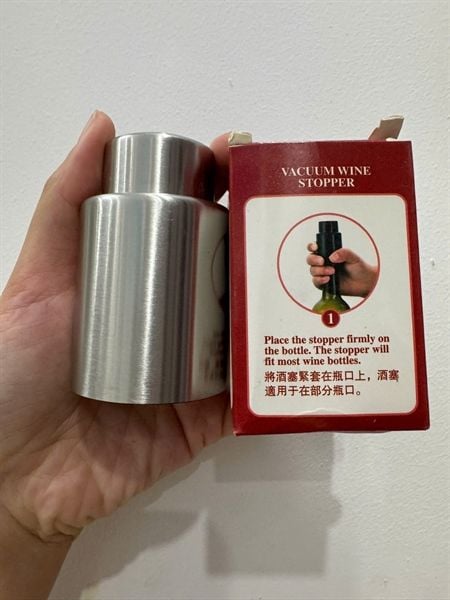 VACUUM WINE
STOPPER
1
Place the stopper firmly on
the bottle. The stopper will
fit most wine bottles.
將酒塞緊套在瓶口上，酒塞
適用于在部分瓶口。